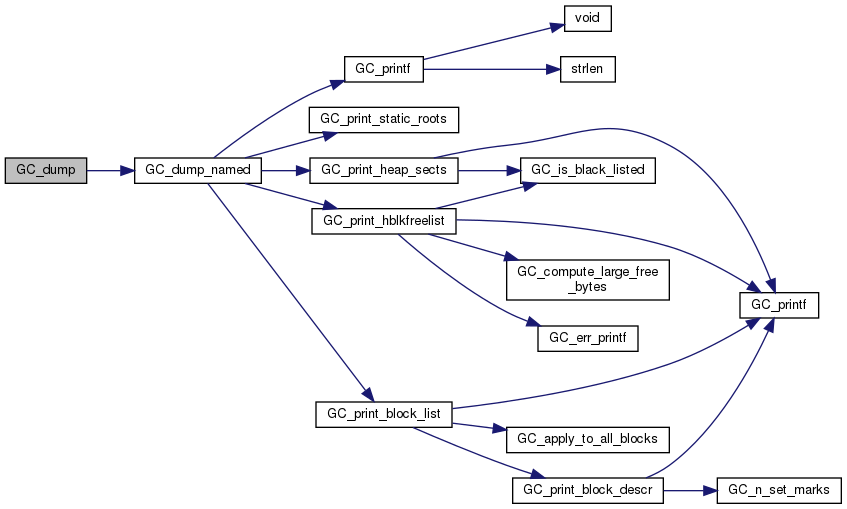 void
GC_printf
strlen
GC_print_static_roots
GC_dump
GC_dump_named
GC_print_heap_sects
GC_is_black_listed
GC_print_hblkfreelist
GC_compute_large_free
_bytes
GC_printf
GC_err_printf
GC_print_block_list
GC_apply_to_all_blocks
GC_print_block_descr
GC_n_set_marks